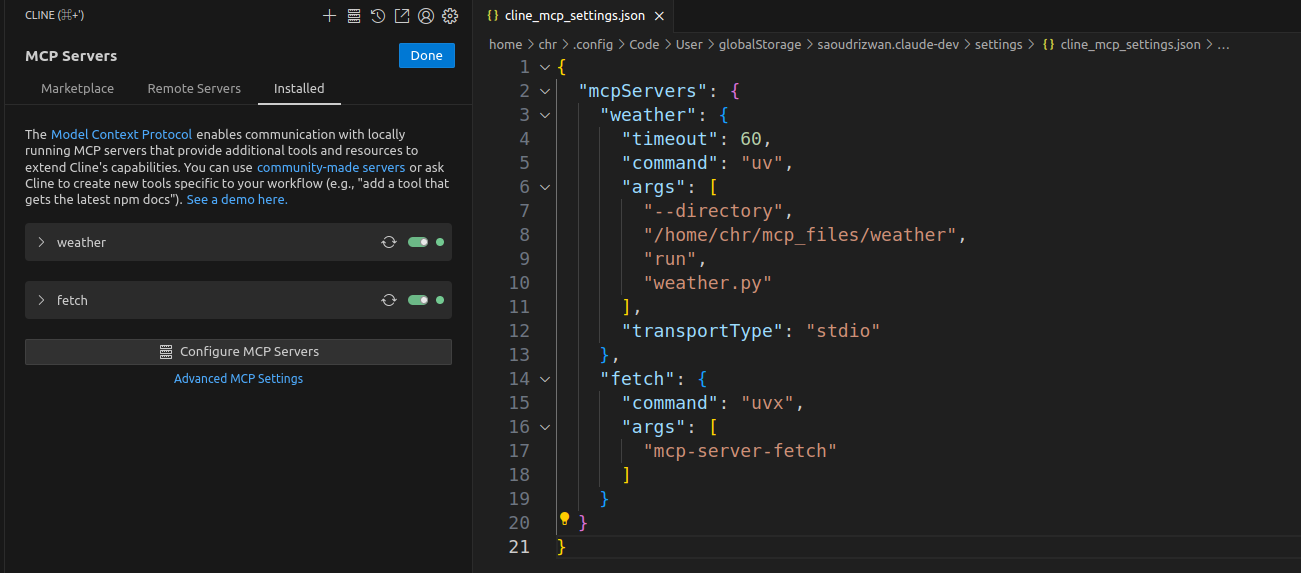 CLINE (⌘+')
MCP Servers
Done
Marketplace
Remote Servers
Installed
The Model Context Protocol enables communication with locally
running MCP servers that provide additional tools and resources to
extend Cline's capabilities. You can use community-made servers or ask
Cline to create new tools specific to your workflow (e.g., "add a tool that
gets the latest npm docs"). See a demo here.
weather
fetch
Configure MCP Servers
Advanced MCP Settings
{} cline_mcp_settings.json ×
home > chr > .config > Code > User > globalStorage > saoudrizwan.claude-dev > settings > {} cline_mcp_settings.json > ...
1 {
2 "mcpServers": {
3 "weather": {
4 "timeout": 60,
5 "command": "uv",
6 "args": [
7 "--directory",
8 "/home/chr/mcp_files/weather",
9 "run",
10 "weather.py"
11 ],
12 "transportType": "stdio"
13 },
14 "fetch": {
15 "command": "uvx",
16 "args": [
17 "mcp-server-fetch"
18 ]
19 }
20 }
21 }